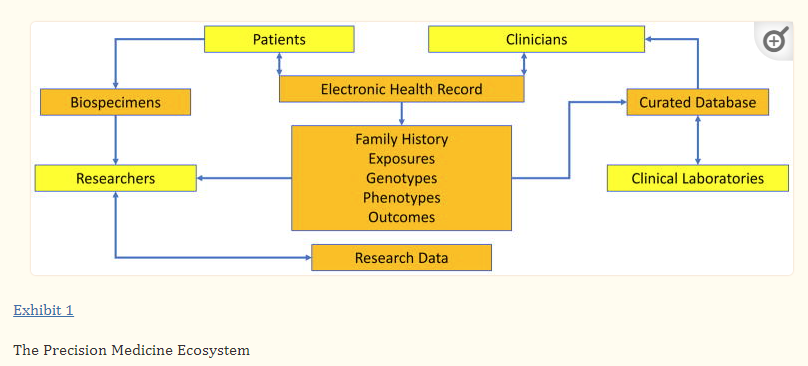 Patients
Clinicians
Electronic Health Record
Biospecimens
Curated Database
Family History
Exposures
Genotypes
Phenotypes
Outcomes
Researchers
Clinical Laboratories
Research Data
Exhibit 1
The Precision Medicine Ecosystem